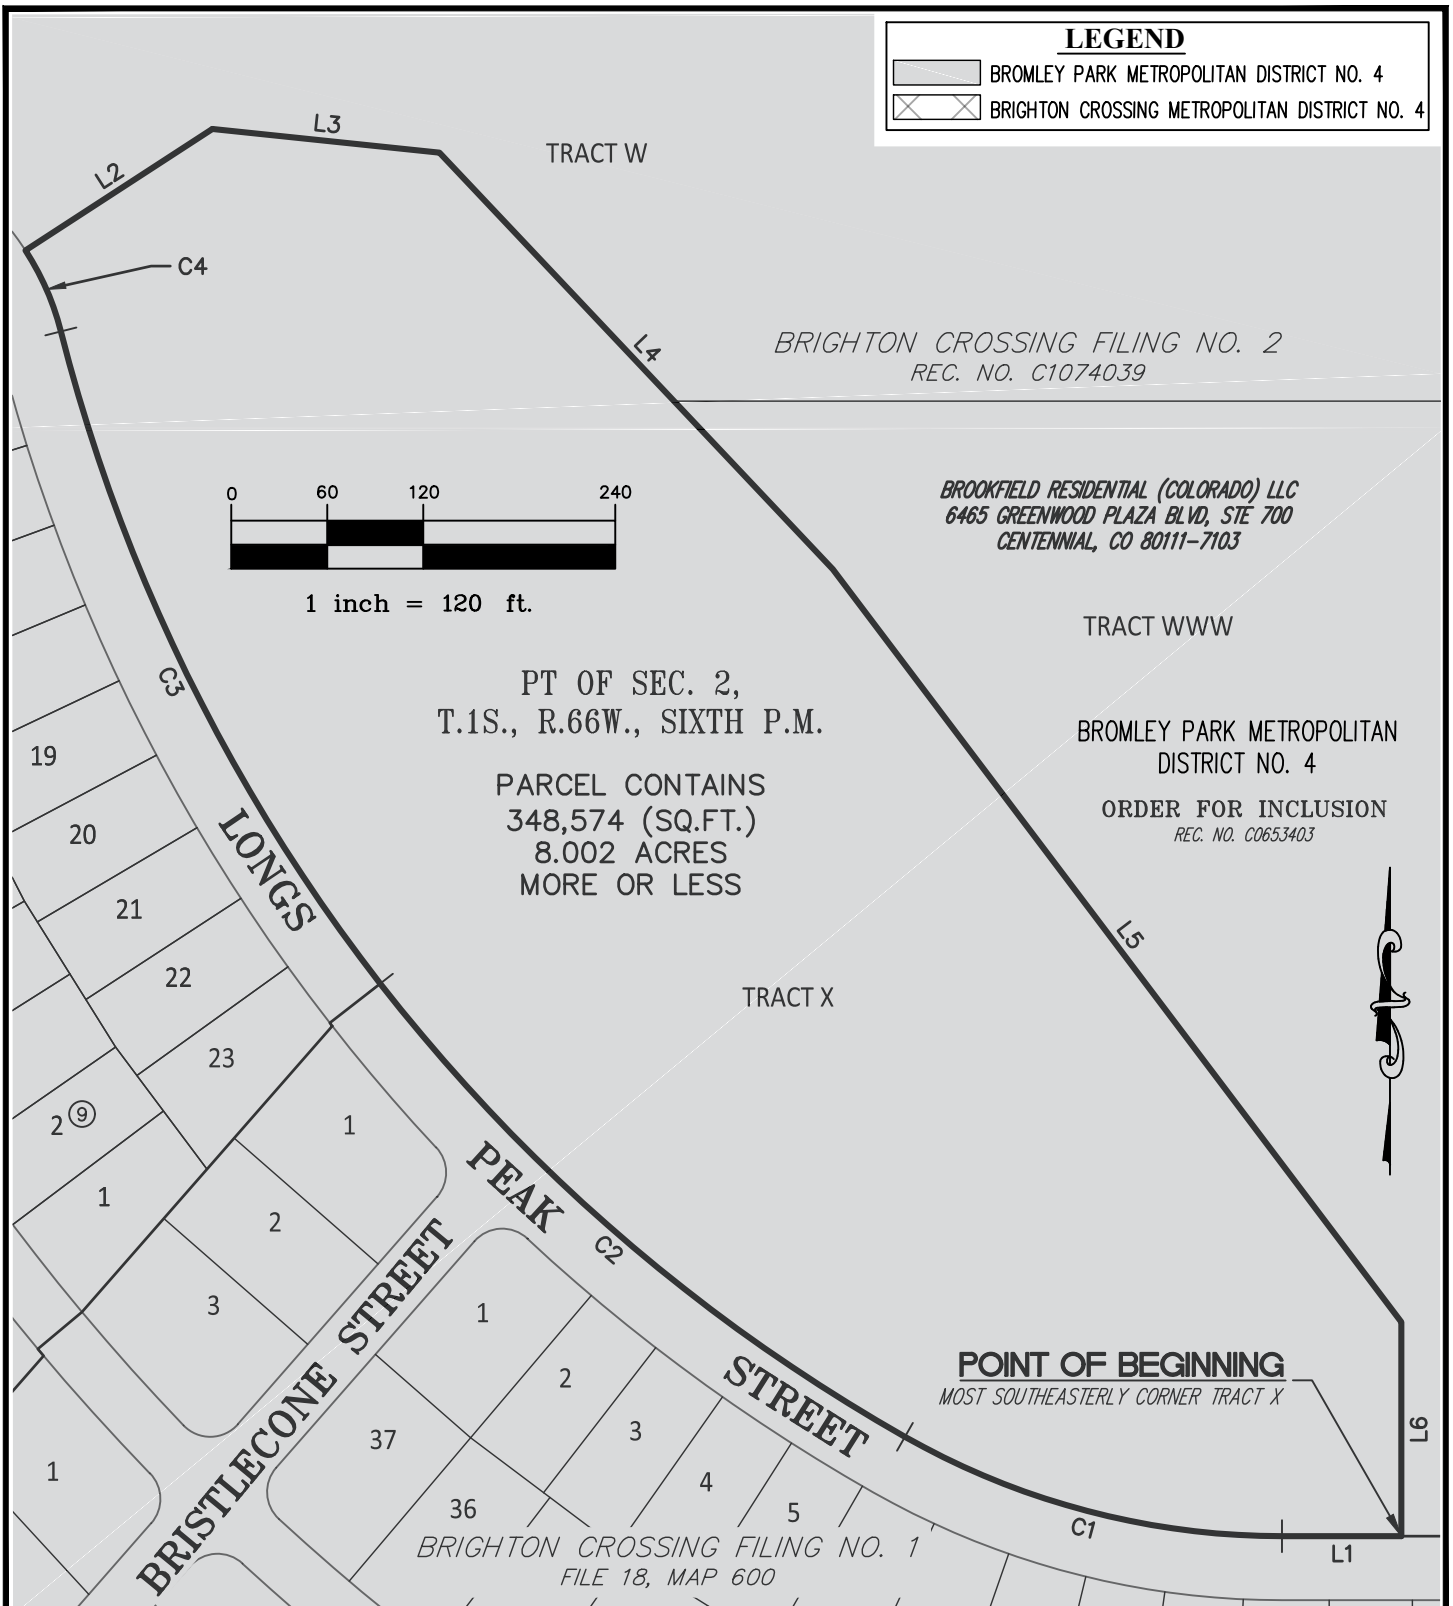 LEGEND
BROMLEY PARK METROPOLITAN DISTRICT NO. 4
BRIGHTON CROSSING METROPOLITAN DISTRICT NO. 4
L3
TRACT W
L2
C4
L4
BRIGHTON CROSSING FILING NO. 2
REC. NO. C1074039
0 60 120 240
1 inch = 120 ft.
BROOKFIELD RESIDENTIAL (COLORADO) LLC
6465 GREENWOOD PLAZA BLVD, STE 700
CENTENNIAL, CO 80111-7103
TRACT WWW
C3
PT OF SEC. 2,
T.1S., R.66W., SIXTH P.M.
PARCEL CONTAINS
348,574 (SQ.FT.)
8.002 ACRES
MORE OR LESS
BROMLEY PARK METROPOLITAN
DISTRICT NO. 4
ORDER FOR INCLUSION
REC. NO. C0653403
19
20
21
22
23
LONGS PEAK STREET
L5
TRACT X
2 9
1
1
2
3
C2
BRISTLECONE STREET
1
2
3
4
5
37
36
1
POINT OF BEGINNING
MOST SOUTHEASTERLY CORNER TRACT X
L6
C1
L1
BRIGHTON CROSSING FILING NO. 1
FILE 18, MAP 600